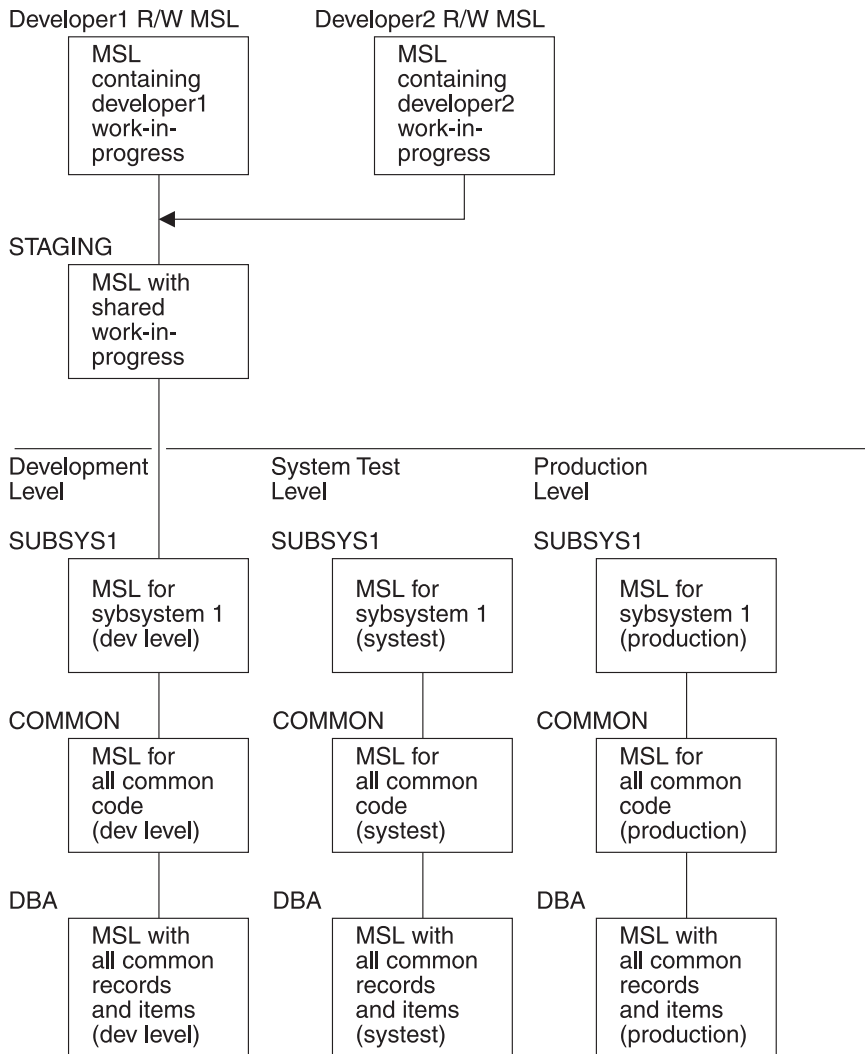 Developer1 R/W MSL
Developer2 R/W MSL
MSL
containing
developer1
work-in-
progress
MSL
containing
developer2
work-in-
progress
STAGING
MSL with
shared
work-in-
progress
Development
Level
System Test
Level
Production
Level
SUBSYS1
SUBSYS1
SUBSYS1
MSL for
sybsystem 1
(dev level)
MSL for
sybsystem 1
(systest)
MSL for
sybsystem 1
(production)
COMMON
COMMON
COMMON
MSL for
all common
code
(dev level)
MSL for
all common
code
(systest)
MSL for
all common
code
(production)
DBA
DBA
DBA
MSL with
all common
records
and items
(dev level)
MSL with
all common
records
and items
(systest)
MSL with
all common
records
and items
(production)